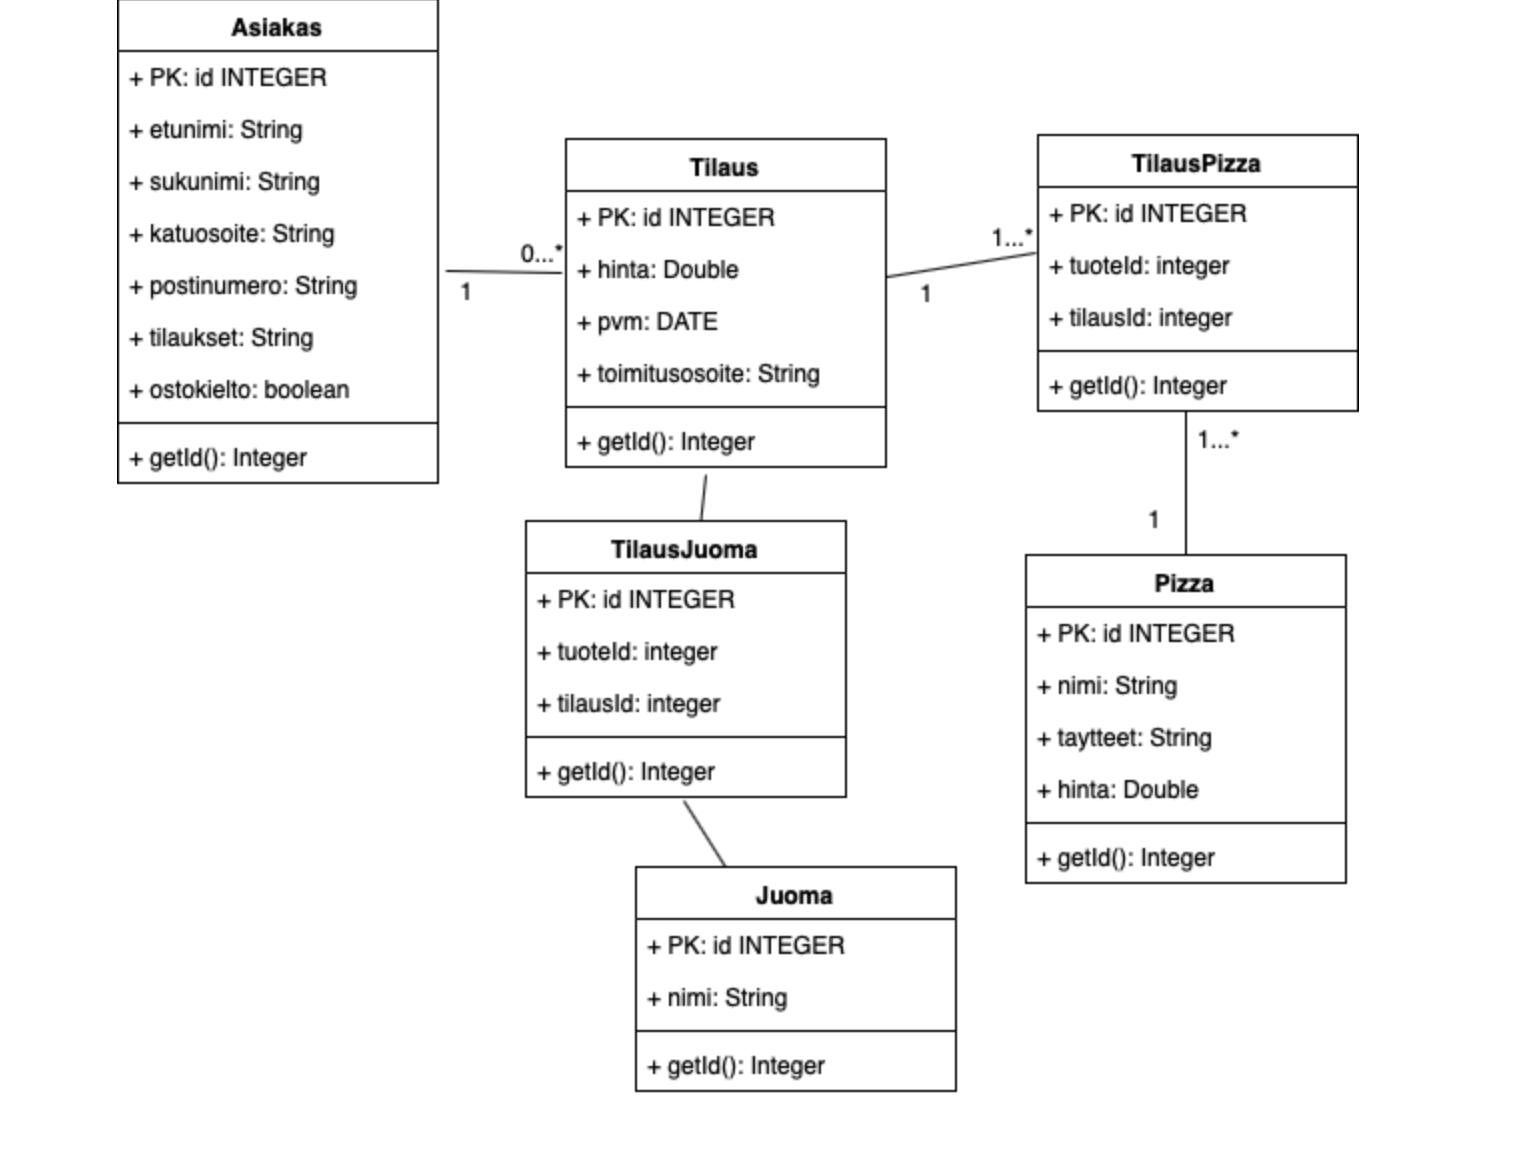 Asiakas
+ PK: id INTEGER
+ etunimi: String
+ sukunimi: String
+ katuosoite: String
+ postinumero: String
+ tilaukset: String
+ ostokielto: boolean
+ getId(): Integer
1
0...*
Tilaus
+ PK: id INTEGER
+ hinta: Double
+ pvm: DATE
+ toimitusosoite: String
+ getId(): Integer
1
1...*
TilausPizza
+ PK: id INTEGER
+ tuoteId: integer
+ tilausId: integer
+ getId(): Integer
1...*
1
TilausJuoma
+ PK: id INTEGER
+ tuoteId: integer
+ tilausId: integer
+ getId(): Integer
Pizza
+ PK: id INTEGER
+ nimi: String
+ taytteet: String
+ hinta: Double
+ getId(): Integer
Juoma
+ PK: id INTEGER
+ nimi: String
+ getId(): Integer